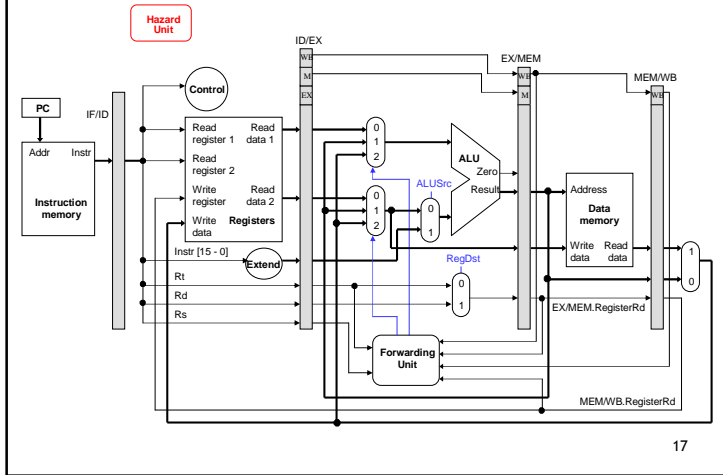 Hazard
Unit
ID/EX
WB
EX/MEM
M
WB
MEM/WB
Control
PC
IF/ID
EX
M
WB
Read
register 1
Read
data 1
0
1
2
Addr
Instr
Read
register 2
ALU
Zero
Result
ALUSrc
Instruction
memory
Write
register
Read
data 2
0
1
2
0
1
Address
Data
memory
Write
data
Registers
Write
data
Read
data
1
0
Instr [15 - 0]
Extend
RegDst
Rt
0
1
Rd
EX/MEM.RegisterRd
Rs
Forwarding
Unit
MEM/WB.RegisterRd
17